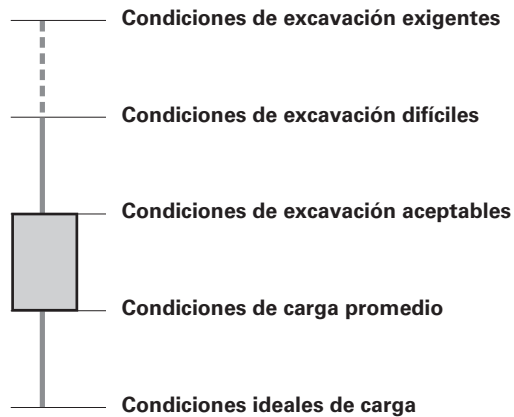 Condiciones de excavación exigentes
Condiciones de excavación difíciles
Condiciones de excavación aceptables
Condiciones de carga promedio
Condiciones ideales de carga